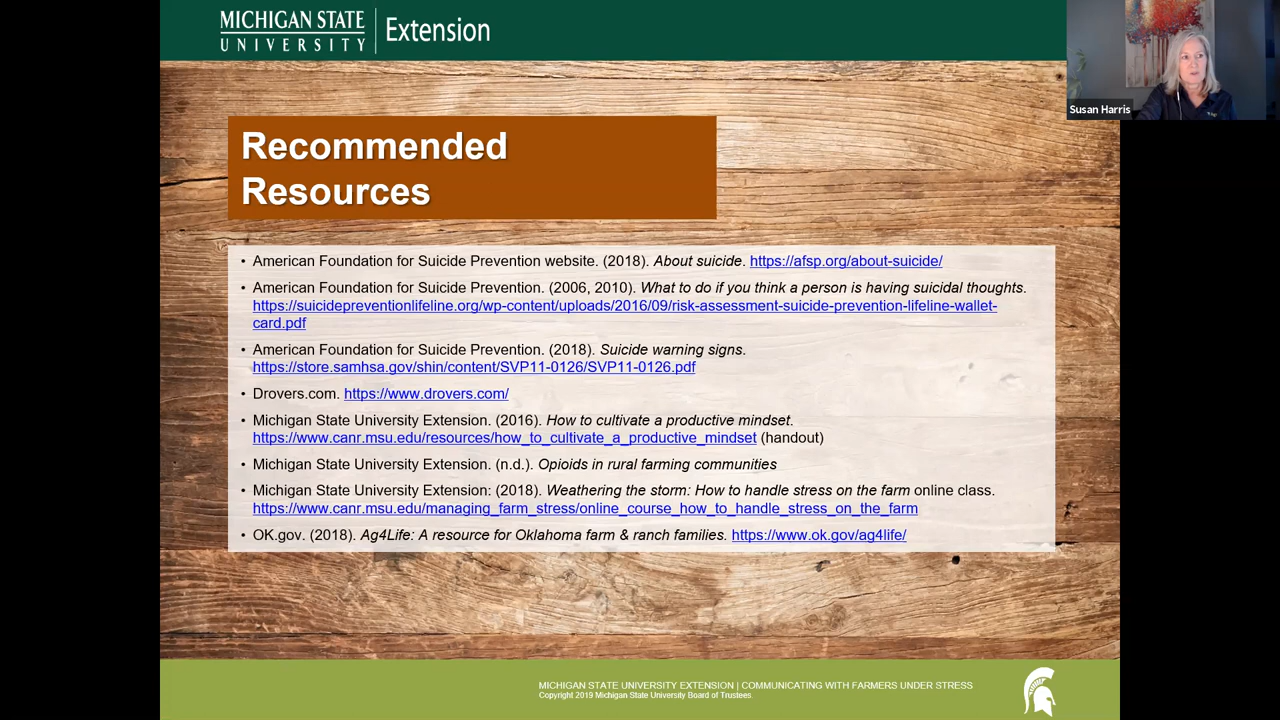 MICHIGAN STATE
UNIVERSITY
Extension
Susan Harris
Recommended
Resources
• American Foundation for Suicide Prevention website. (2018). About suicide. https://afsp.org/about-suicide/
• American Foundation for Suicide Prevention. (2006, 2010). What to do if you think a person is having suicidal thoughts.
https://suicidepreventionlifeline.org/wp-content/uploads/2016/09/risk-assessment-suicide-prevention-lifeline-wallet-
card.pdf
• American Foundation for Suicide Prevention. (2018). Suicide warning signs.
https://store.samhsa.gov/shin/content/SVP11-0126/SVP11-0126.pdf
• Drovers.com. https://www.drovers.com/
• Michigan State University Extension. (2016). How to cultivate a productive mindset.
https://www.canr.msu.edu/resources/how_to_cultivate_a_productive_mindset (handout)
• Michigan State University Extension. (n.d.). Opioids in rural farming communities
• Michigan State University Extension: (2018). Weathering the storm: How to handle stress on the farm online class.
https://www.canr.msu.edu/managing_farm_stress/online_course_how_to_handle_stress_on_the_farm
• OK.gov. (2018). Ag4Life: A resource for Oklahoma farm & ranch families. https://www.ok.gov/ag4life/
MICHIGAN STATE UNIVERSITY EXTENSION | COMMUNICATING WITH FARMERS UNDER STRESS
Copyright 2019 Michigan State University Board of Trustees.